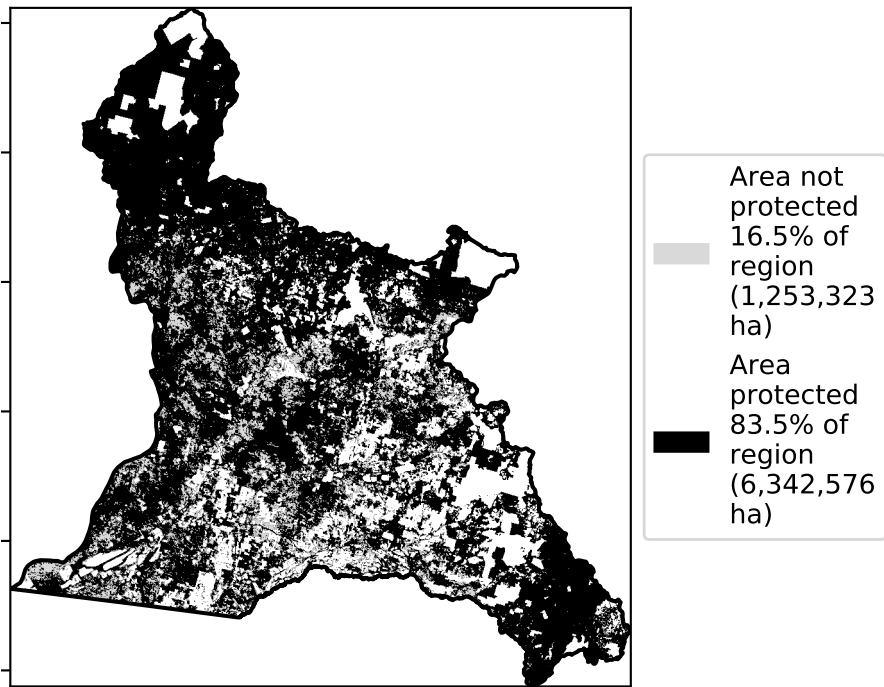 Area not
protected
16.5% of
region
(1,253,323
ha)
Area
protected
83.5% of
region
(6,342,576
ha)